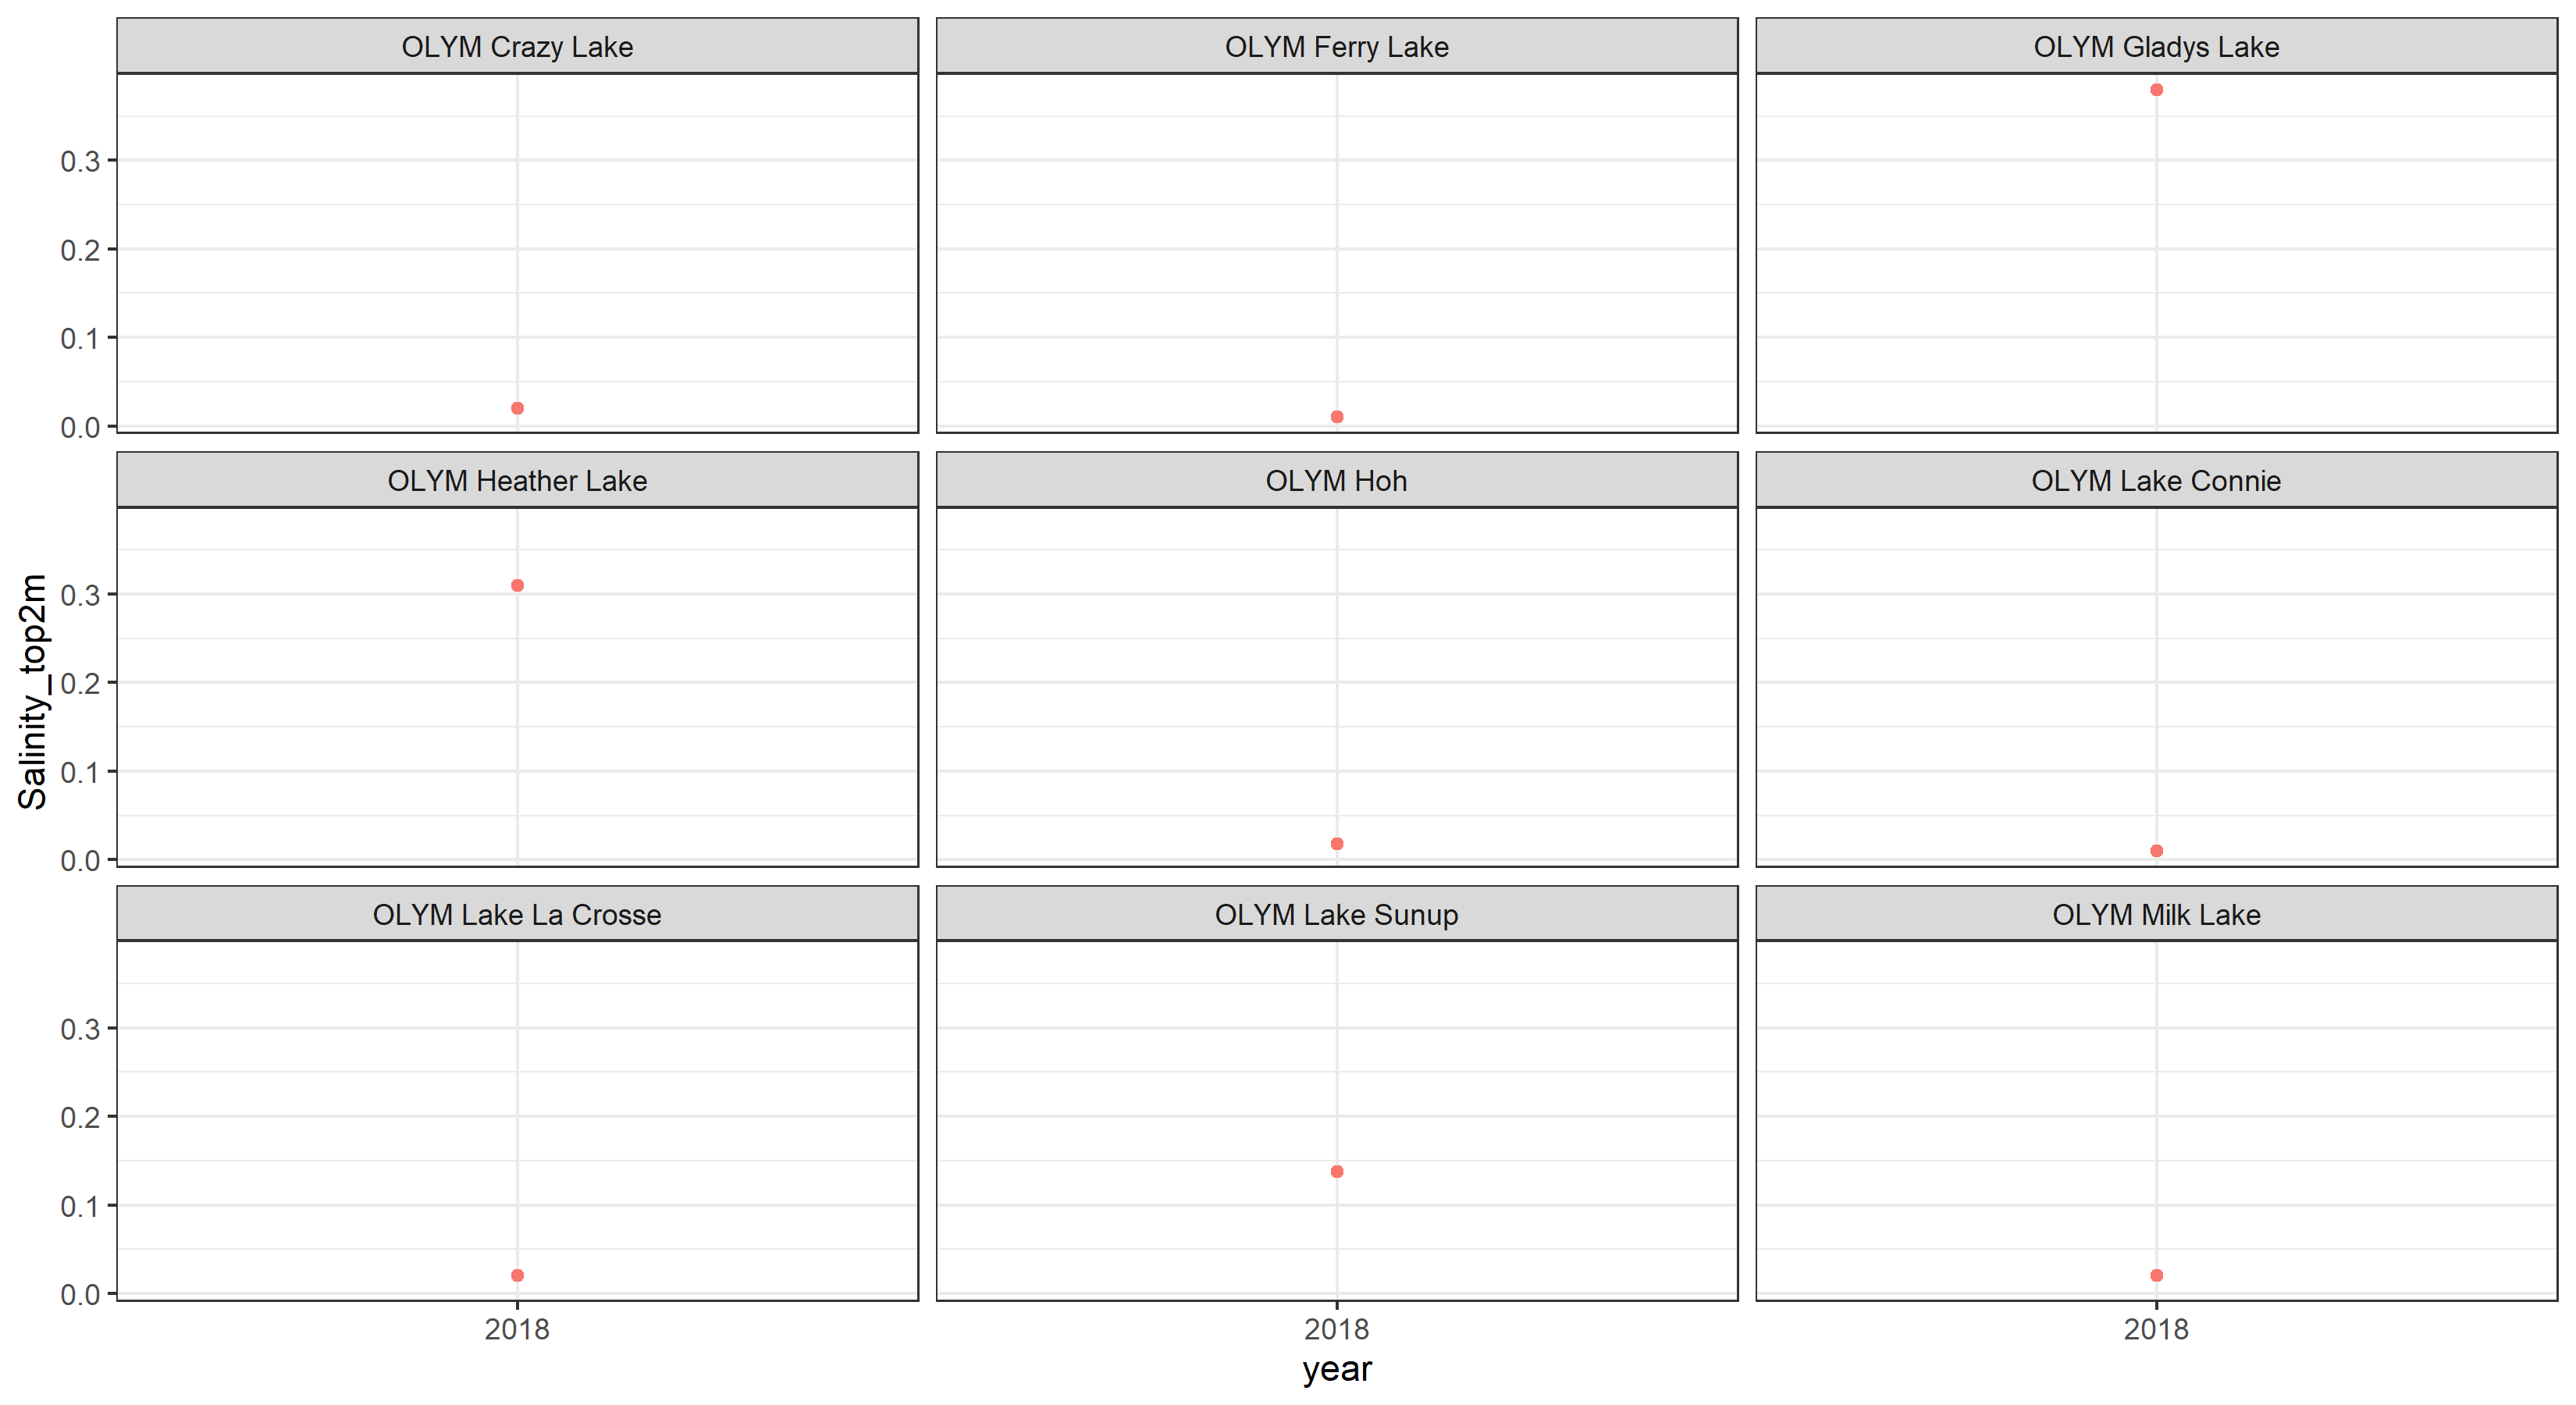 OLYM Crazy Lake
OLYM Ferry Lake
OLYM Gladys Lake
0.3
0.2
0.1
0.0
OLYM Heather Lake
OLYM Hoh
OLYM Lake Connie
0.3
0.2
0.1
0.0
Salinity_top2m
OLYM Lake La Crosse
OLYM Lake Sunup
OLYM Milk Lake
0.3
0.2
0.1
0.0
2018
2018
2018
year